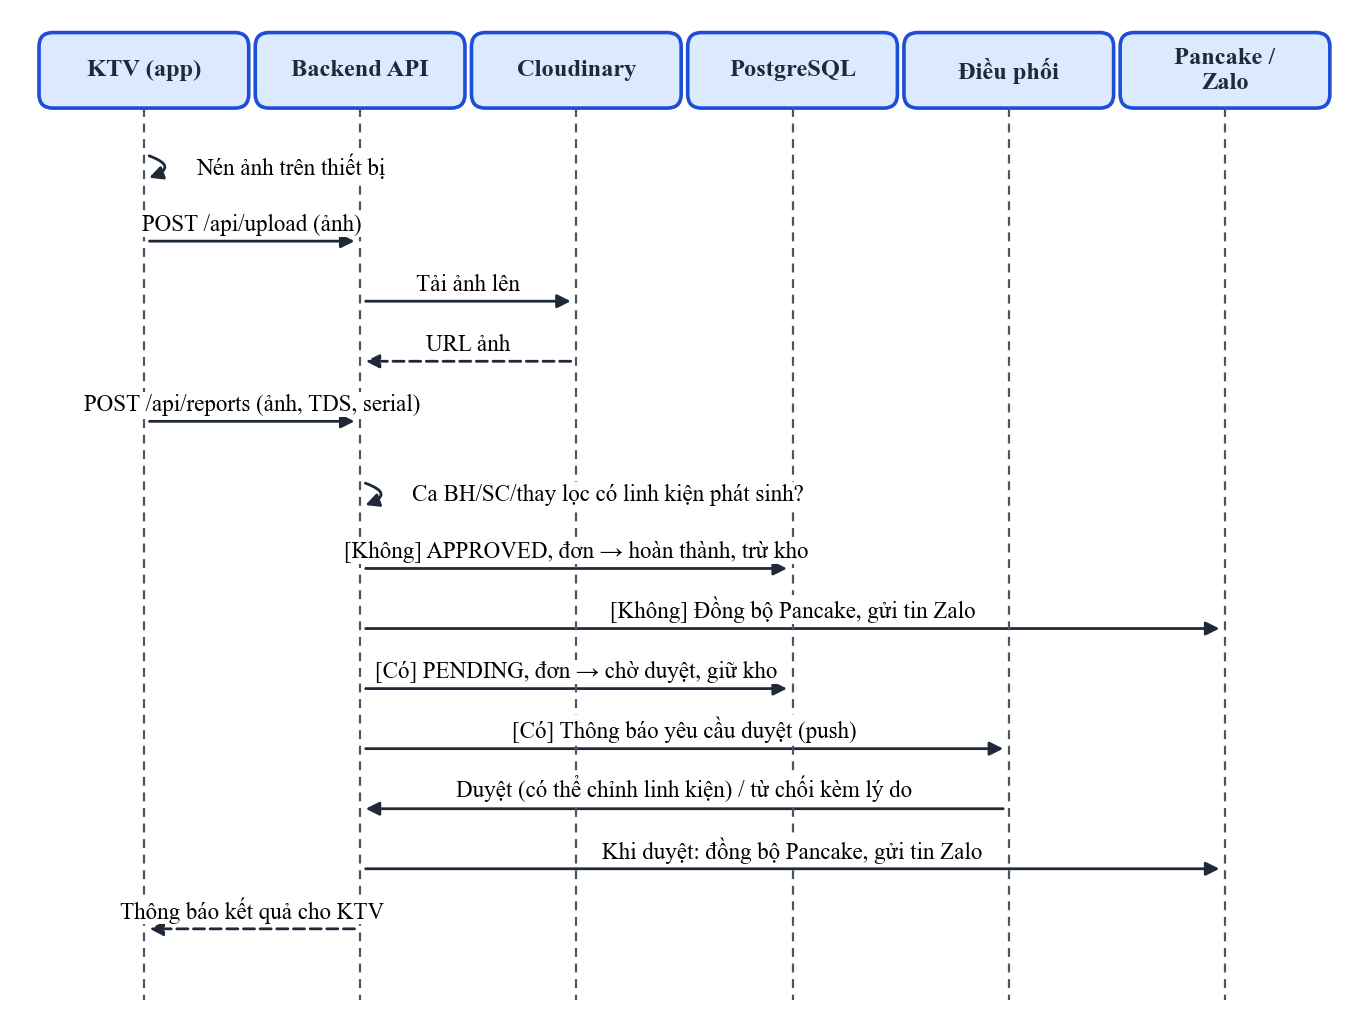 KTV (app)
Backend API
Cloudinary
PostgreSQL
Điều phối
Pancake /
Zalo
Nén ảnh trên thiết bị
POST /api/upload (ảnh)
Tải ảnh lên
URL ảnh
POST /api/reports (ảnh, TDS, serial)
Ca BH/SC/thay lọc có linh kiện phát sinh?
[Không] APPROVED, đơn → hoàn thành, trừ kho
[Không] Đồng bộ Pancake, gửi tin Zalo
[Có] PENDING, đơn → chờ duyệt, giữ kho
[Có] Thông báo yêu cầu duyệt (push)
Duyệt (có thể chỉnh linh kiện) / từ chối kèm lý do
Khi duyệt: đồng bộ Pancake, gửi tin Zalo
Thông báo kết quả cho KTV